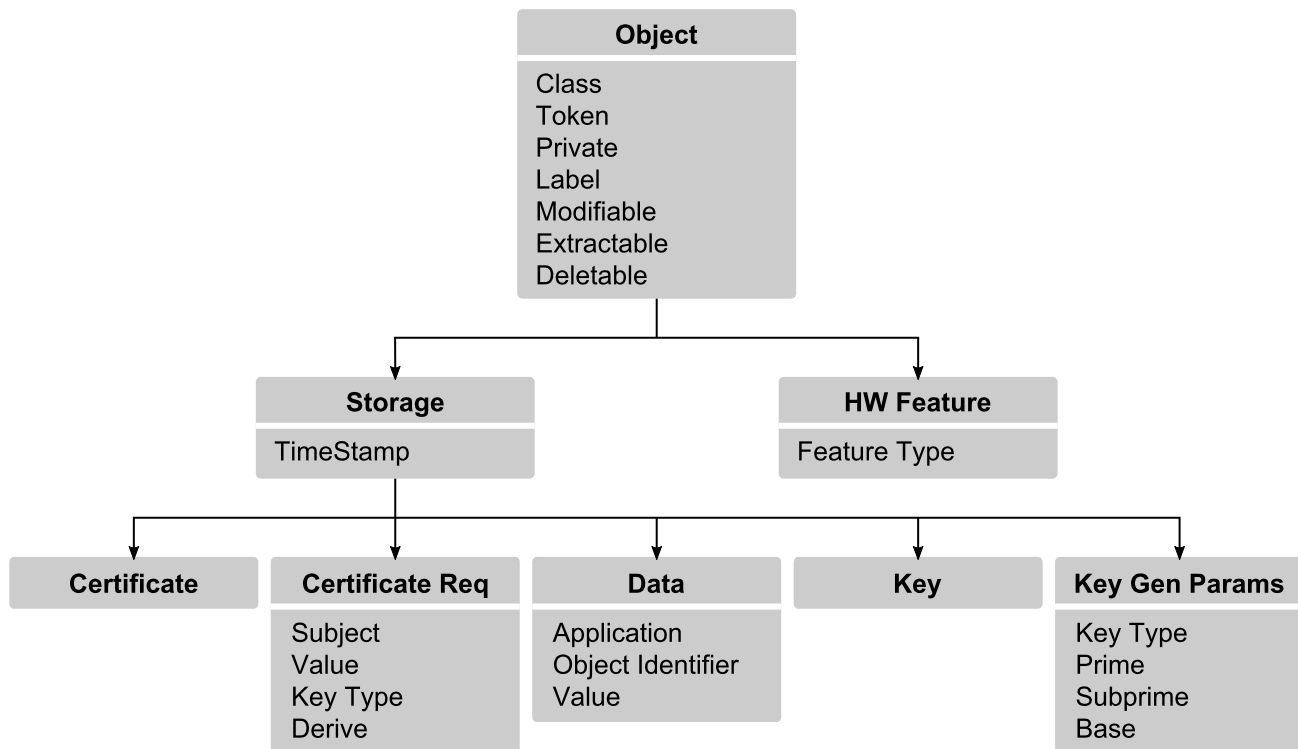 Object
Class
Token
Private
Label
Modifiable
Extractable
Deletable
Storage
TimeStamp
HW Feature
Feature Type
Certificate
Certificate Req
Subject
Value
Key Type
Derive
Data
Application
Object Identifier
Value
Key
Key Gen Params
Key Type
Prime
Subprime
Base